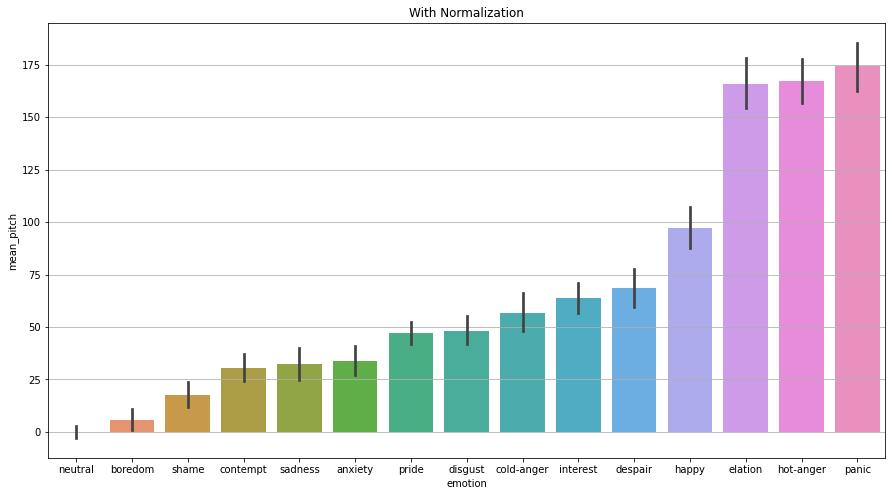 With Normalization
mean_pitch
175
150
125
100
75
50
25
0
neutral boredom shame contempt sadness anxiety pride disgust cold-anger interest despair happy elation hot-anger panic
emotion